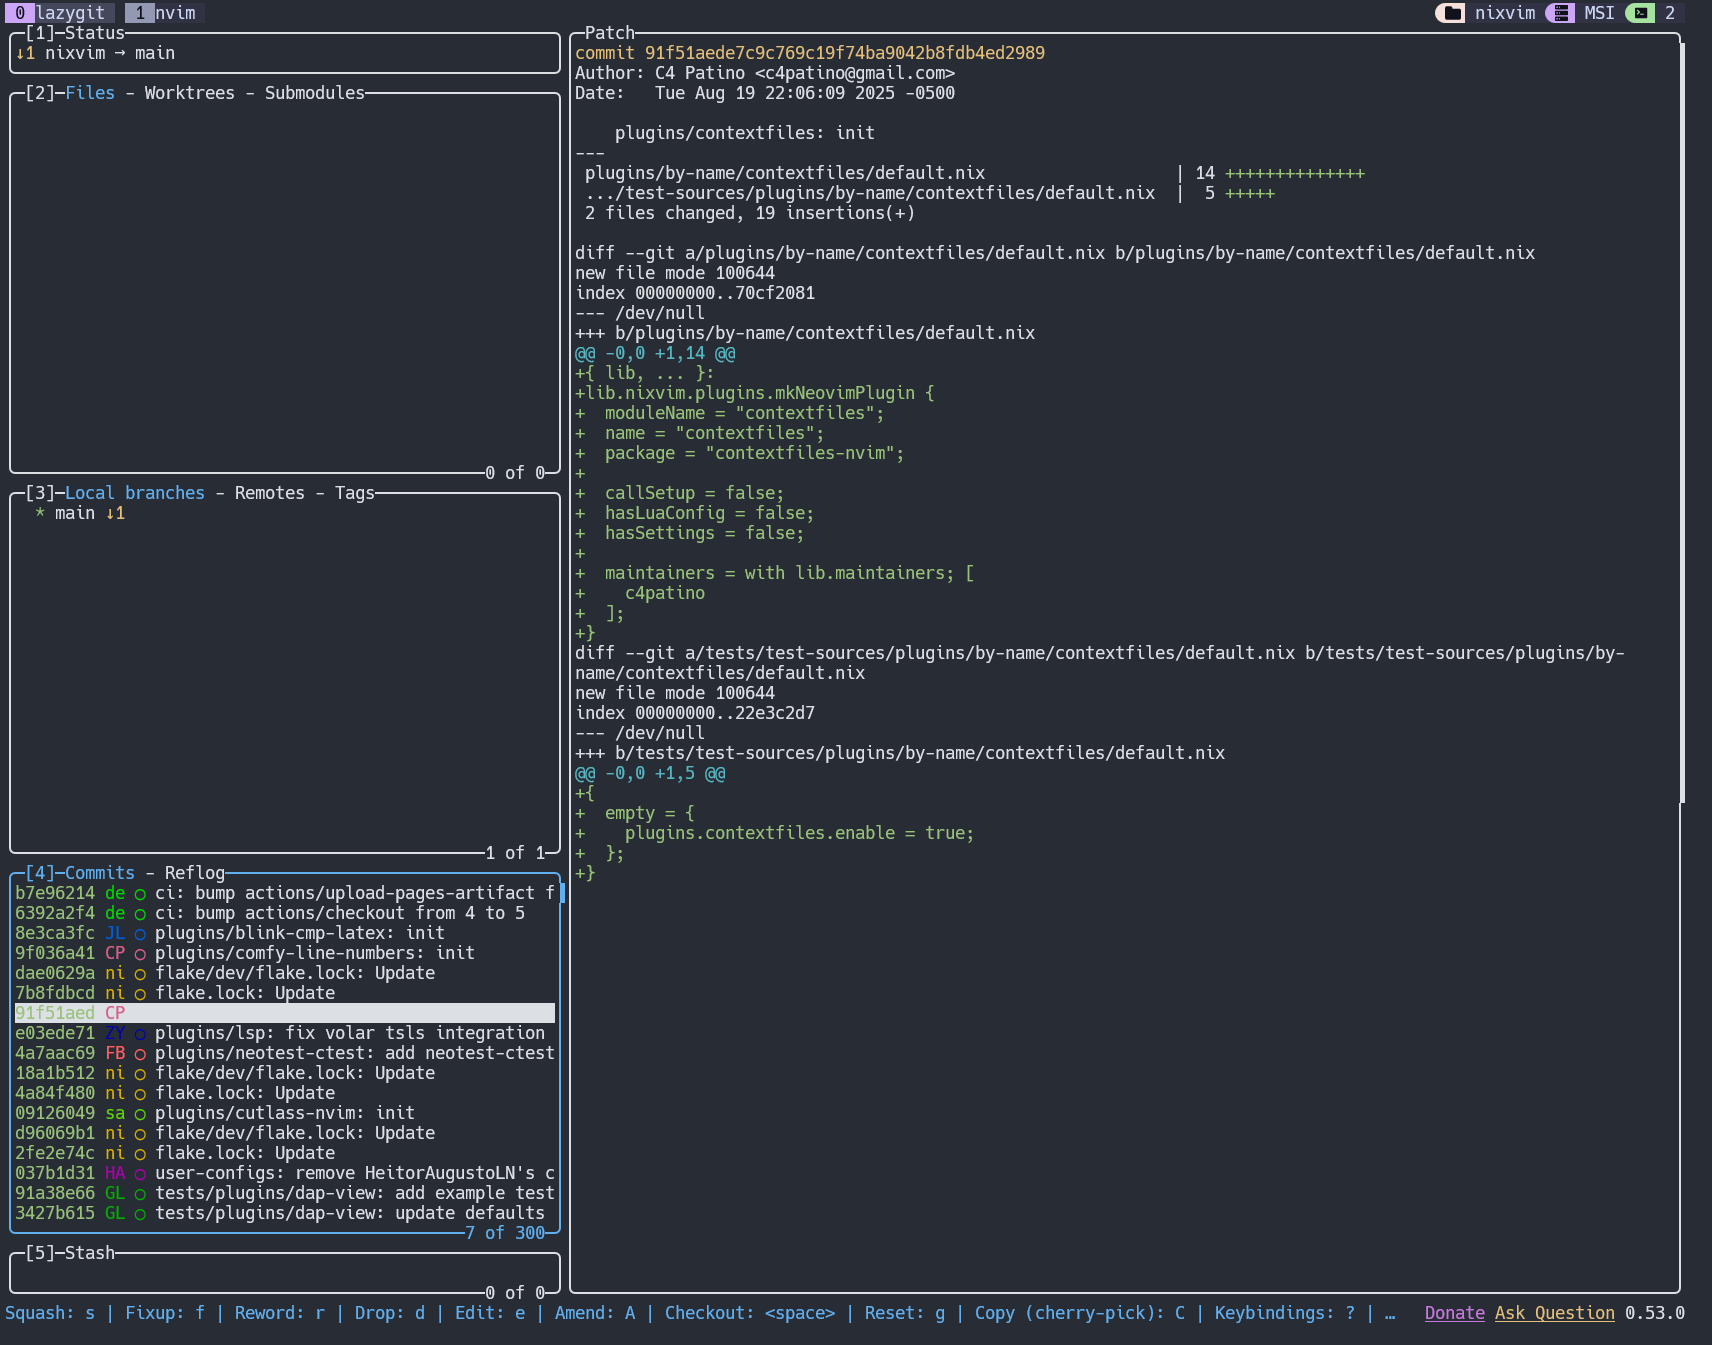 0 lazygit 1 nvim nixvim MSI 2
[1]─Status
↓1 nixvim → main
[2]─Files - Worktrees - Submodules
0 of 0
[3]─Local branches - Remotes - Tags
* main ↓1
1 of 1
[4]─Commits - Reflog
b7e96214 de ○ ci: bump actions/upload-pages-artifact f
6392a2f4 de ○ ci: bump actions/checkout from 4 to 5
8e3ca3fc JL ○ plugins/blink-cmp-latex: init
9f036a41 CP ○ plugins/comfy-line-numbers: init
dae0629a ni ○ flake/dev/flake.lock: Update
7b8fdbcd ni ○ flake.lock: Update
91f51aed CP
e03ede71 ZY ○ plugins/lsp: fix volar tsls integration
4a7aac69 FB ○ plugins/neotest-ctest: add neotest-ctest
18a1b512 ni ○ flake/dev/flake.lock: Update
4a84f480 ni ○ flake.lock: Update
09126049 sa ○ plugins/cutlass-nvim: init
d96069b1 ni ○ flake/dev/flake.lock: Update
2fe2e74c ni ○ flake.lock: Update
037b1d31 HA ○ user-configs: remove HeitorAugustoLN's c
91a38e66 GL ○ tests/plugins/dap-view: add example test
3427b615 GL ○ tests/plugins/dap-view: update defaults
7 of 300
[5]─Stash
0 of 0
Patch
commit 91f51aede7c9c769c19f74ba9042b8fdb4ed2989
Author: C4 Patino <c4patino@gmail.com>
Date:   Tue Aug 19 22:06:09 2025 -0500
    plugins/contextfiles: init
---
 plugins/by-name/contextfiles/default.nix                   | 14 ++++++++++++++
 .../test-sources/plugins/by-name/contextfiles/default.nix  |  5 +++++
 2 files changed, 19 insertions(+)
diff --git a/plugins/by-name/contextfiles/default.nix b/plugins/by-name/contextfiles/default.nix
new file mode 100644
index 00000000..70cf2081
--- /dev/null
+++ b/plugins/by-name/contextfiles/default.nix
@@ -0,0 +1,14 @@
+{ lib, ... }:
+lib.nixvim.plugins.mkNeovimPlugin {
+  moduleName = "contextfiles";
+  name = "contextfiles";
+  package = "contextfiles-nvim";
+
+  callSetup = false;
+  hasLuaConfig = false;
+  hasSettings = false;
+
+  maintainers = with lib.maintainers; [
+    c4patino
+  ];
+}
diff --git a/tests/test-sources/plugins/by-name/contextfiles/default.nix b/tests/test-sources/plugins/by-
name/contextfiles/default.nix
new file mode 100644
index 00000000..22e3c2d7
--- /dev/null
+++ b/tests/test-sources/plugins/by-name/contextfiles/default.nix
@@ -0,0 +1,5 @@
+{
+  empty = {
+    plugins.contextfiles.enable = true;
+  };
+}
Squash: s | Fixup: f | Reword: r | Drop: d | Edit: e | Amend: A | Checkout: <space> | Reset: g | Copy (cherry-pick): C | Keybindings: ? | … Donate Ask Question 0.53.0